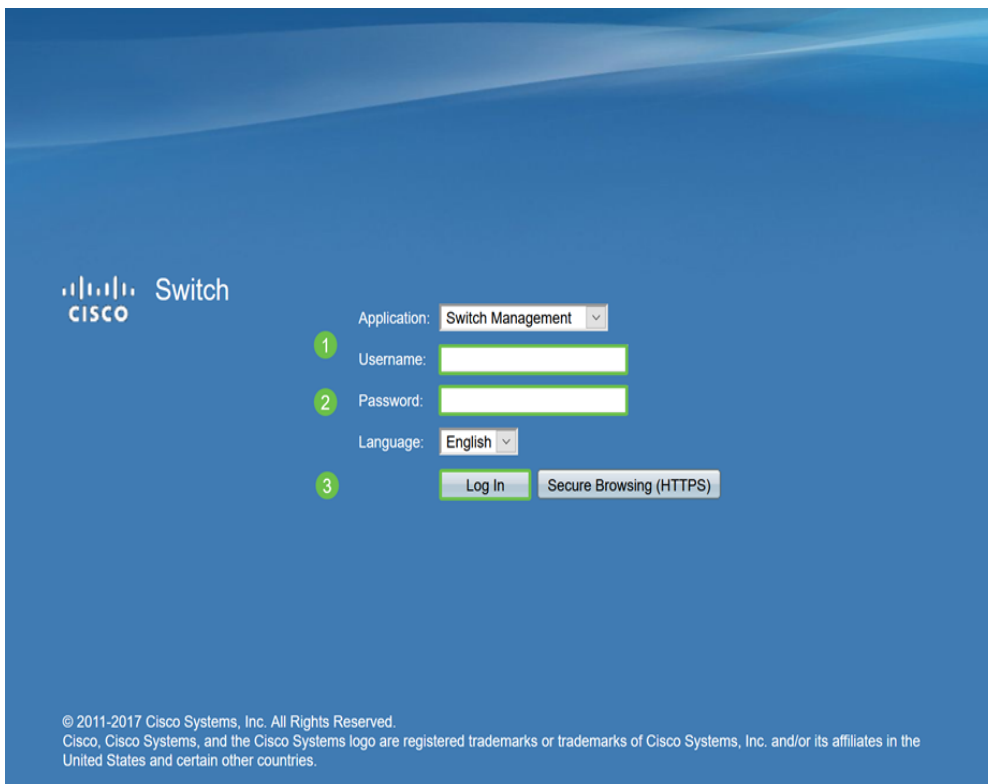 CISCO
Switch
Application: Switch Management
1
Username:
2 Password:
Language: English
3 Log In Secure Browsing (HTTPS)
© 2011-2017 Cisco Systems, Inc. All Rights Reserved.
Cisco, Cisco Systems, and the Cisco Systems logo are registered trademarks or trademarks of Cisco Systems, Inc. and/or its affiliates in the
United States and certain other countries.